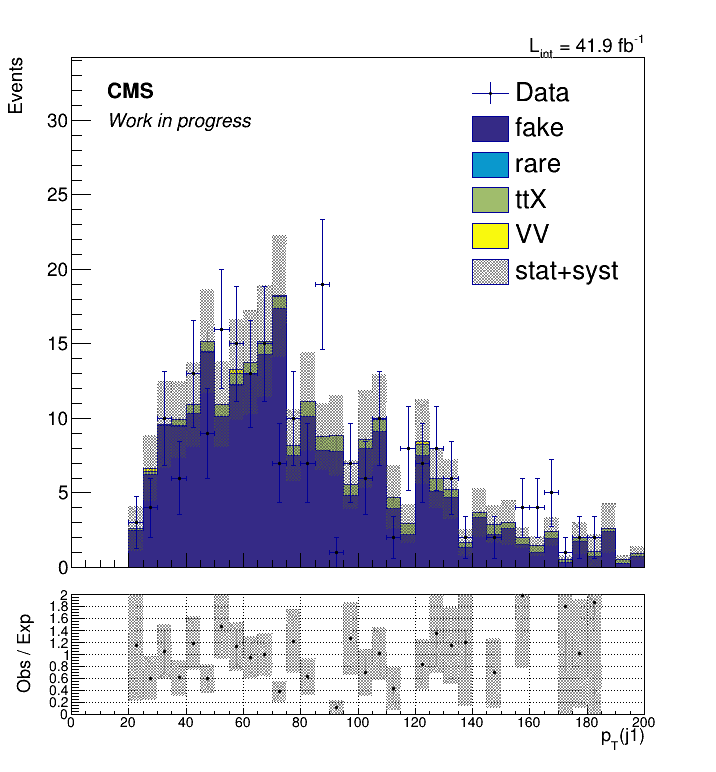 L_int = 41.9 fb^-1
Events
CMS
Work in progress
Data
fake
rare
ttX
VV
stat+syst
30
25
20
15
10
5
0
Obs / Exp
2
1.8
1.6
1.4
1.2
1
0.8
0.6
0.4
0.2
0
0 20 40 60 80 100 120 140 160 180 200
p_T(j1)